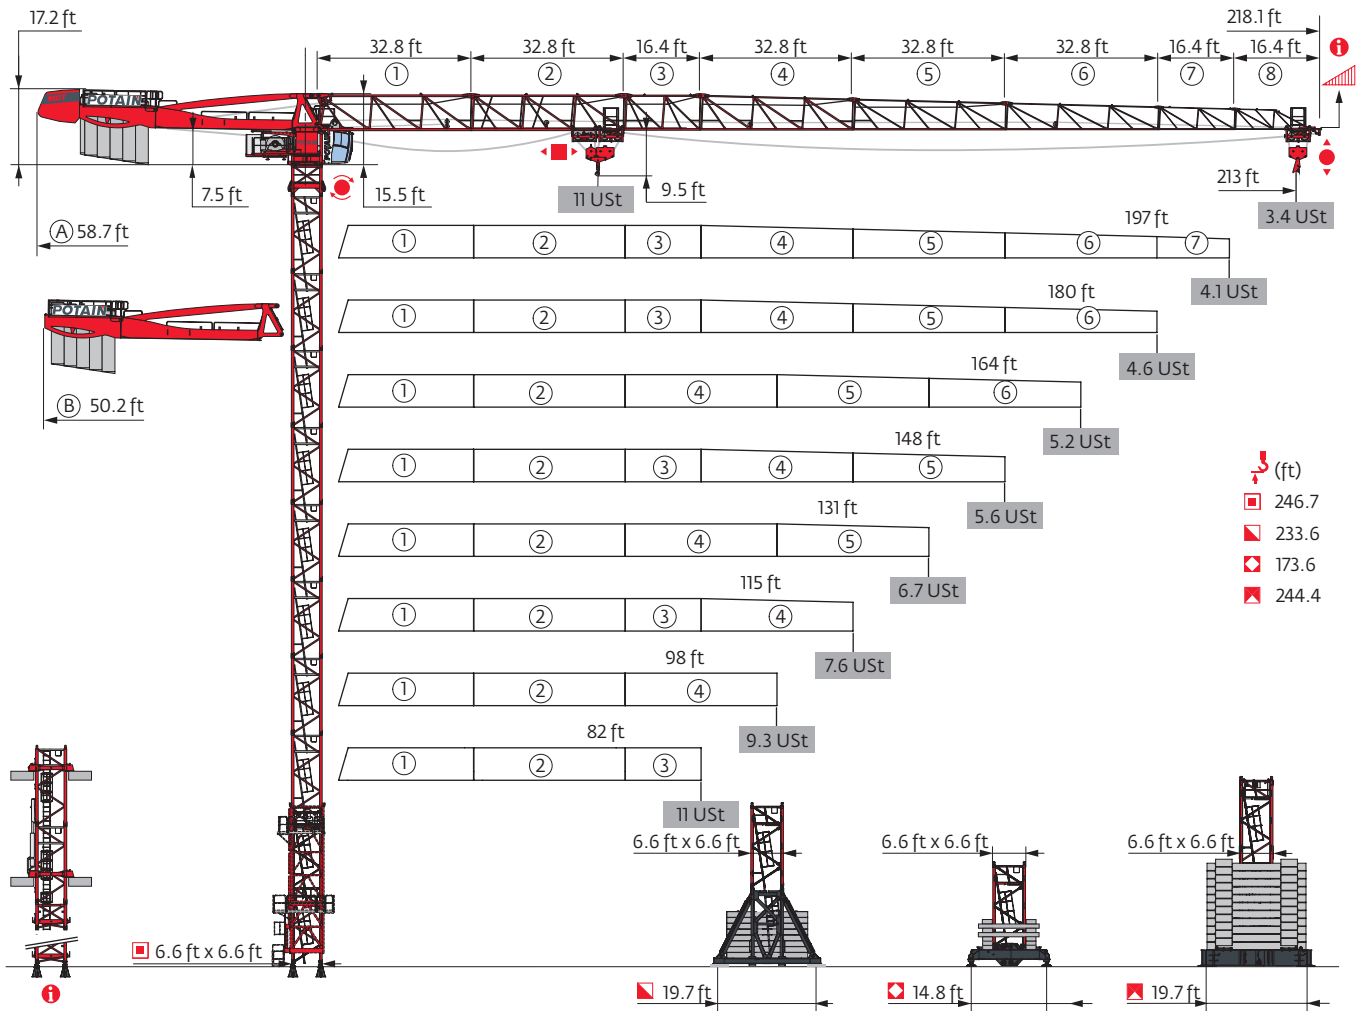 17.2 ft
218.1 ft
32.8 ft 32.8 ft 16.4 ft 32.8 ft 32.8 ft 32.8 ft 16.4 ft 16.4 ft
1 2 3 4 5 6 7 8
i
POTAIN
7.5 ft
15.5 ft
11 USt
9.5 ft
213 ft
3.4 USt
A 58.7 ft
197 ft
1 2 3 4 5 6 7
4.1 USt
POTAIN
180 ft
1 2 3 4 5 6
4.6 USt
B 50.2 ft
164 ft
1 2 4 5 6
5.2 USt
148 ft
1 2 3 4 5
5.6 USt
(ft)
246.7
233.6
173.6
244.4
131 ft
1 2 4 5
6.7 USt
115 ft
1 2 3 4
7.6 USt
98 ft
1 2 4
9.3 USt
82 ft
1 2 3
11 USt
6.6 ft x 6.6 ft
6.6 ft x 6.6 ft
6.6 ft x 6.6 ft
6.6 ft x 6.6 ft
i
19.7 ft
14.8 ft
19.7 ft